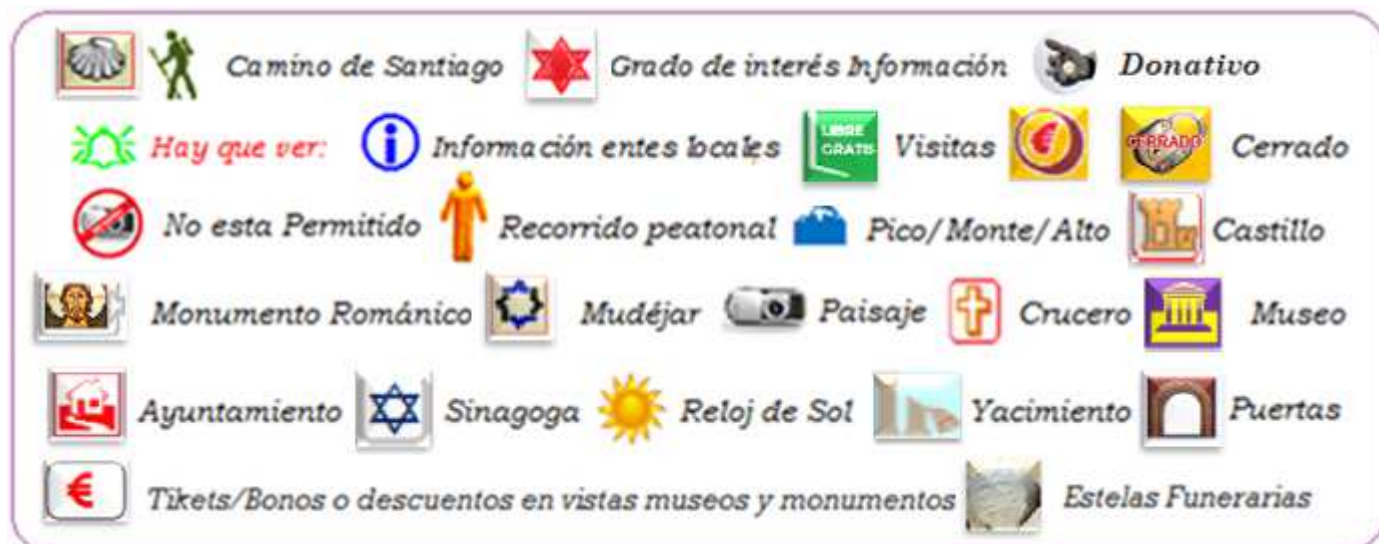 Camino de Santiago Grado de interés Información Donativo
Hay que ver: Información entes locales LIBRE GRATIS Visitas € CERRADO Cerrado
No esta Permitido Recorrido peatonal Pico/Monte/Alto Castillo
Monumento Románico Mudéjar Paisaje Crucero Museo
Ayuntamiento Sinagoga Reloj de Sol Yacimiento Puertas
€ Tikets/Bonos o descuentos en vistas museos y monumentos Estelas Funerarias